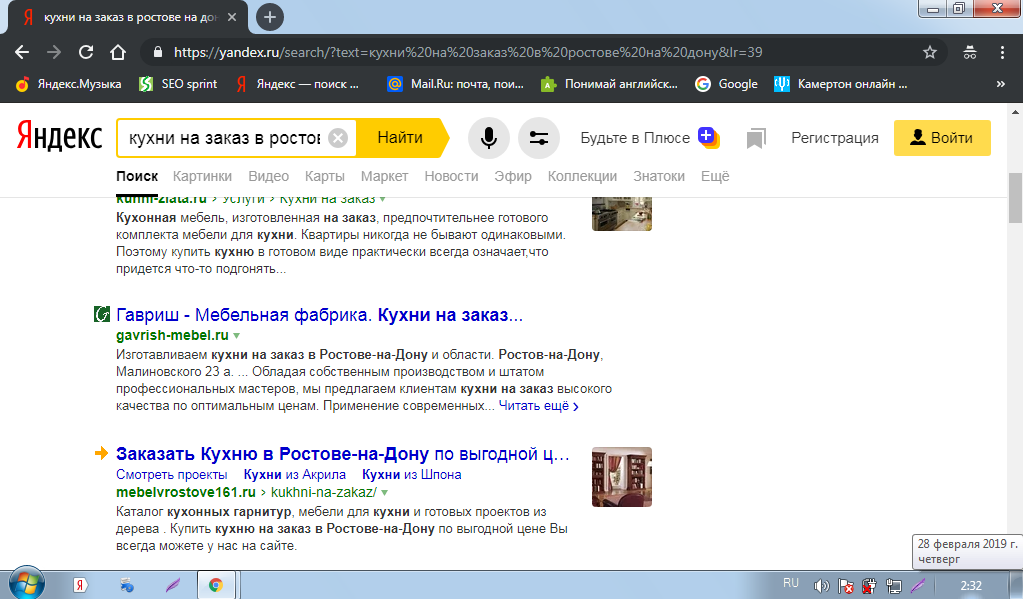 кухни на заказ в ростове на дон
https://yandex.ru/search/?text=кухни%20на%20заказ%20в%20ростове%20на%20дону&lr=39
Яндекс.Музыка
SEO sprint
Яндекс — поиск ...
Mail.Ru: почта, пои...
Понимай английск...
Google
Камертон онлайн ...
»
Яндекс
кухни на заказ в ростов
Найти
Будьте в Плюсе
Регистрация
Войти
Поиск Картинки Видео Карты Маркет Новости Эфир Коллекции Знатоки Ещё
kuhni-zlata.ru > Услуги > Кухни на заказ
Кухонная мебель, изготовленная на заказ, предпочтительнее готового
комплекта мебели для кухни. Квартиры никогда не бывают одинаковыми.
Поэтому купить кухню в готовом виде практически всегда означает,что
придется что-то подгонять...
Гавриш - Мебельная фабрика. Кухни на заказ...
gavrish-mebel.ru
Изготавливаем кухни на заказ в Ростове-на-Дону и области. Ростов-на-Дону,
Малиновского 23 а. ... Обладая собственным производством и штатом
профессиональных мастеров, мы предлагаем клиентам кухни на заказ высокого
качества по оптимальным ценам. Применение современных... Читать ещё >
Заказать Кухню в Ростове-на-Дону по выгодной ц...
Смотреть проекты Кухни из Акрила Кухни из Шпона
mebelvrostove161.ru > kukhni-na-zakaz/
Каталог кухонных гарнитур, мебели для кухни и готовых проектов из
дерева . Купить кухню на заказ в Ростове-на-Дону по выгодной цене Вы
всегда можете у нас на сайте.
28 февраля 2019 г.
четверг
RU
2:32